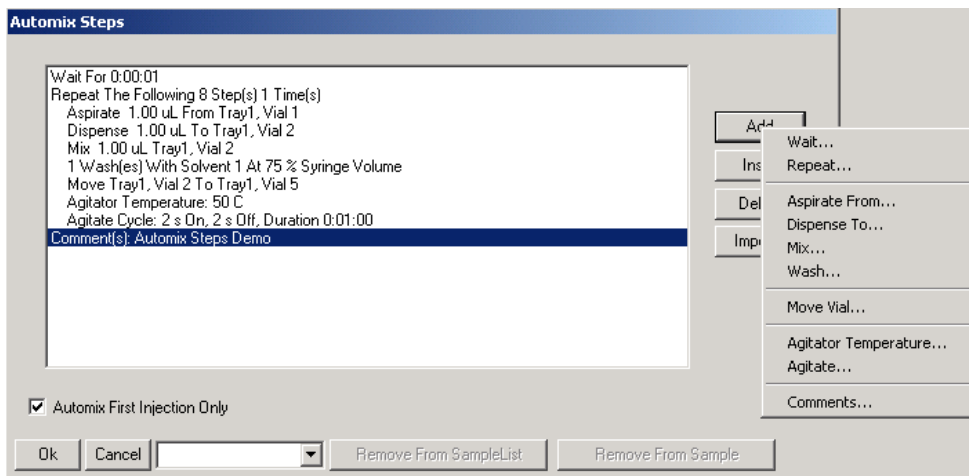 Automix Steps
Wait For 0:00:01
Repeat The Following 8 Step(s) 1 Time(s)
Aspirate 1.00 uL From Tray1, Vial 1
Dispense 1.00 uL To Tray1, Vial 2
Mix 1.00 uL Tray1, Vial 2
1 Wash(es) With Solvent 1 At 75 % Syringe Volume
Move Tray1, Vial 2 To Tray1, Vial 5
Agitator Temperature: 50 C
Agitate Cycle: 2 s On, 2 s Off, Duration 0:01:00
Comment(s): Automix Steps Demo
Add
Ins
Del
Impo
Wait...
Repeat...
Aspirate From...
Dispense To...
Mix...
Wash...
Move Vial...
Agitator Temperature...
Agitate...
Comments...
Automix First Injection Only
Ok Cancel Remove From SampleList Remove From Sample